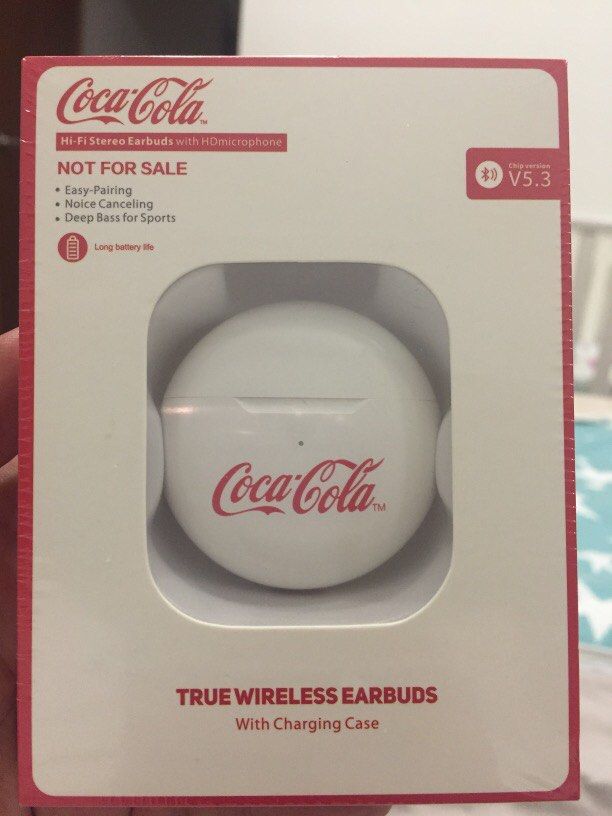 Coca-Cola TM
Hi-Fi Stereo Earbuds with HDmicrophone
NOT FOR SALE
• Easy-Pairing
• Noice Canceling
• Deep Bass for Sports
Long battery life
Chip version
V5.3
Coca-Cola TM
TRUE WIRELESS EARBUDS
With Charging Case